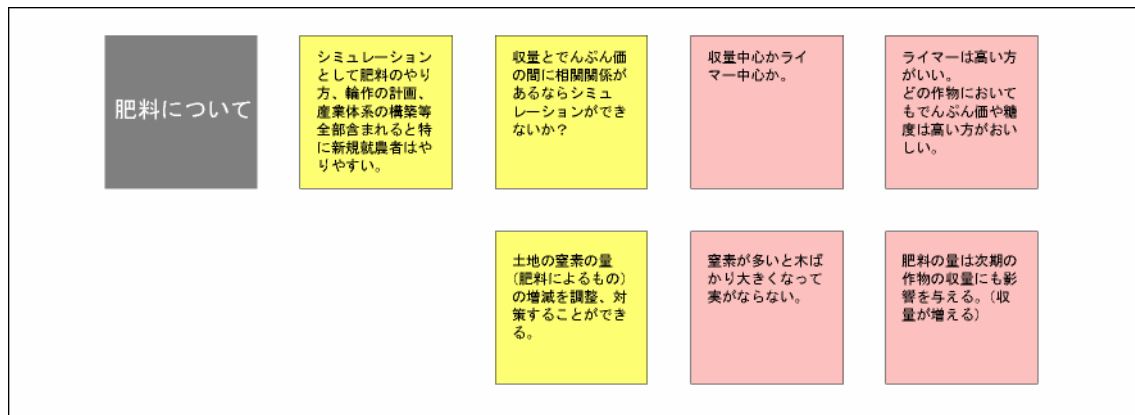 肥料について
シミュレーション
として肥料のやり
方、輪作の計画、
産業体系の構築等
全部含まれると特
に新規就農者はや
りやすい。
収量とでんぷん価
の間に相関関係が
あるならシミュ
レーションができ
ないか？
収量中心かライ
マー中心か。
ライマーは高い方
がいい。
どの作物において
もでんぷん価や糖
度は高い方がおい
しい。
土地の窒素の量
(肥料によるもの)
の増減を調整、対
策することができ
る。
窒素が多いと木ば
かり大きくなって
実がならない。
肥料の量は次期の
作物の収量にも影
響を与える。(収
量が増える)